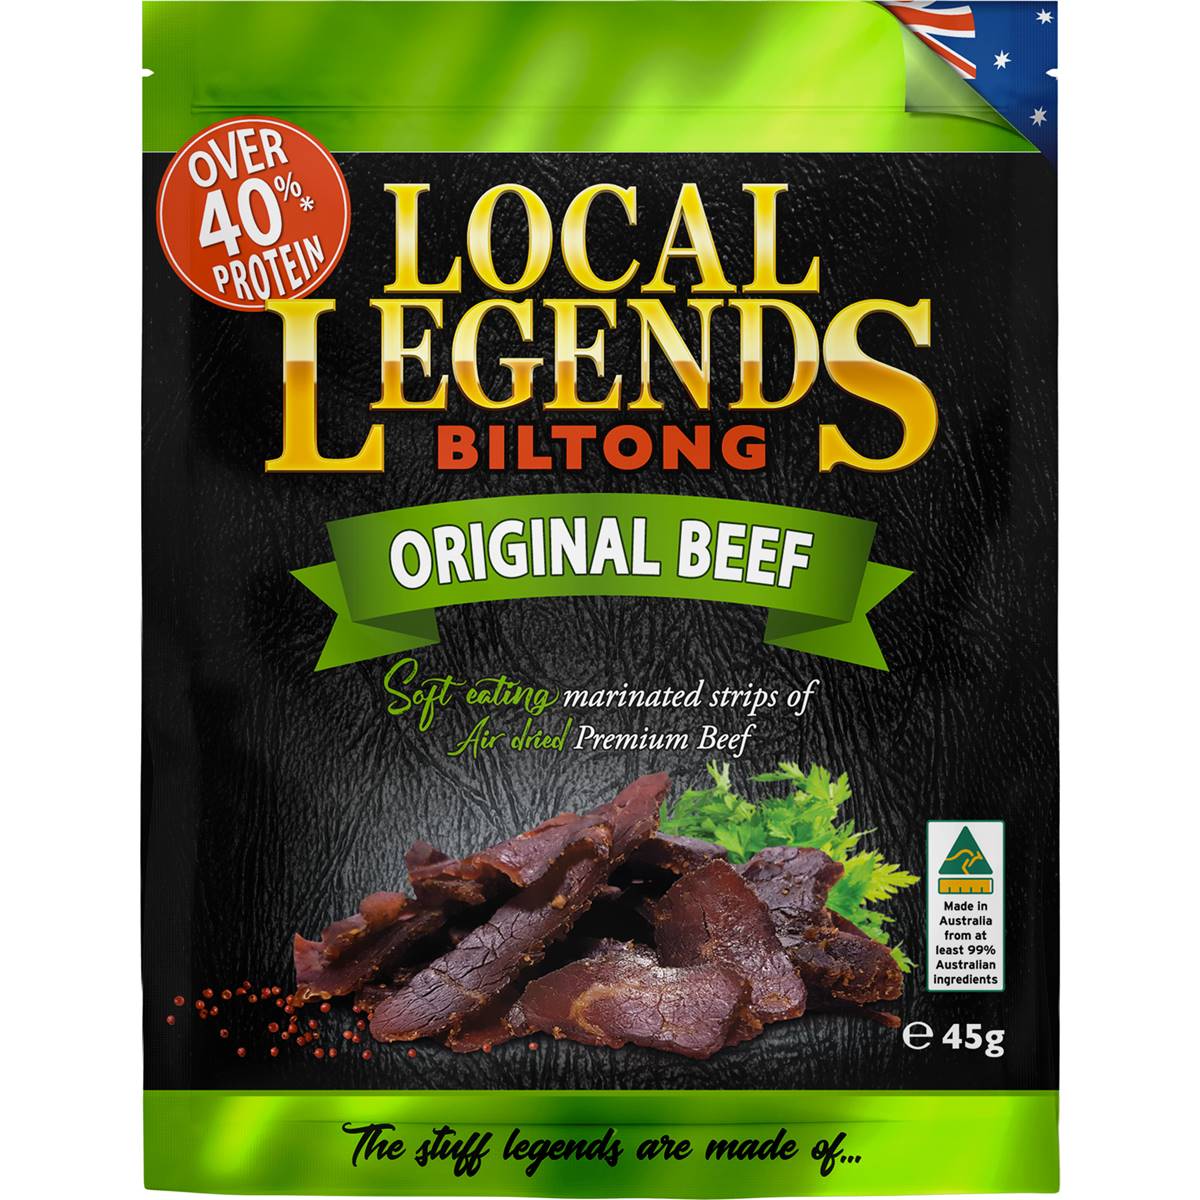 OVER
40%*
PROTEIN
LOCAL
LEGENDS
BILTONG
ORIGINAL BEEF
Soft eating marinated strips of
Air dried Premium Beef
Made in
Australia
from at
least 99%
Australian
ingredients
℮ 45g
The stuff legends are made of...